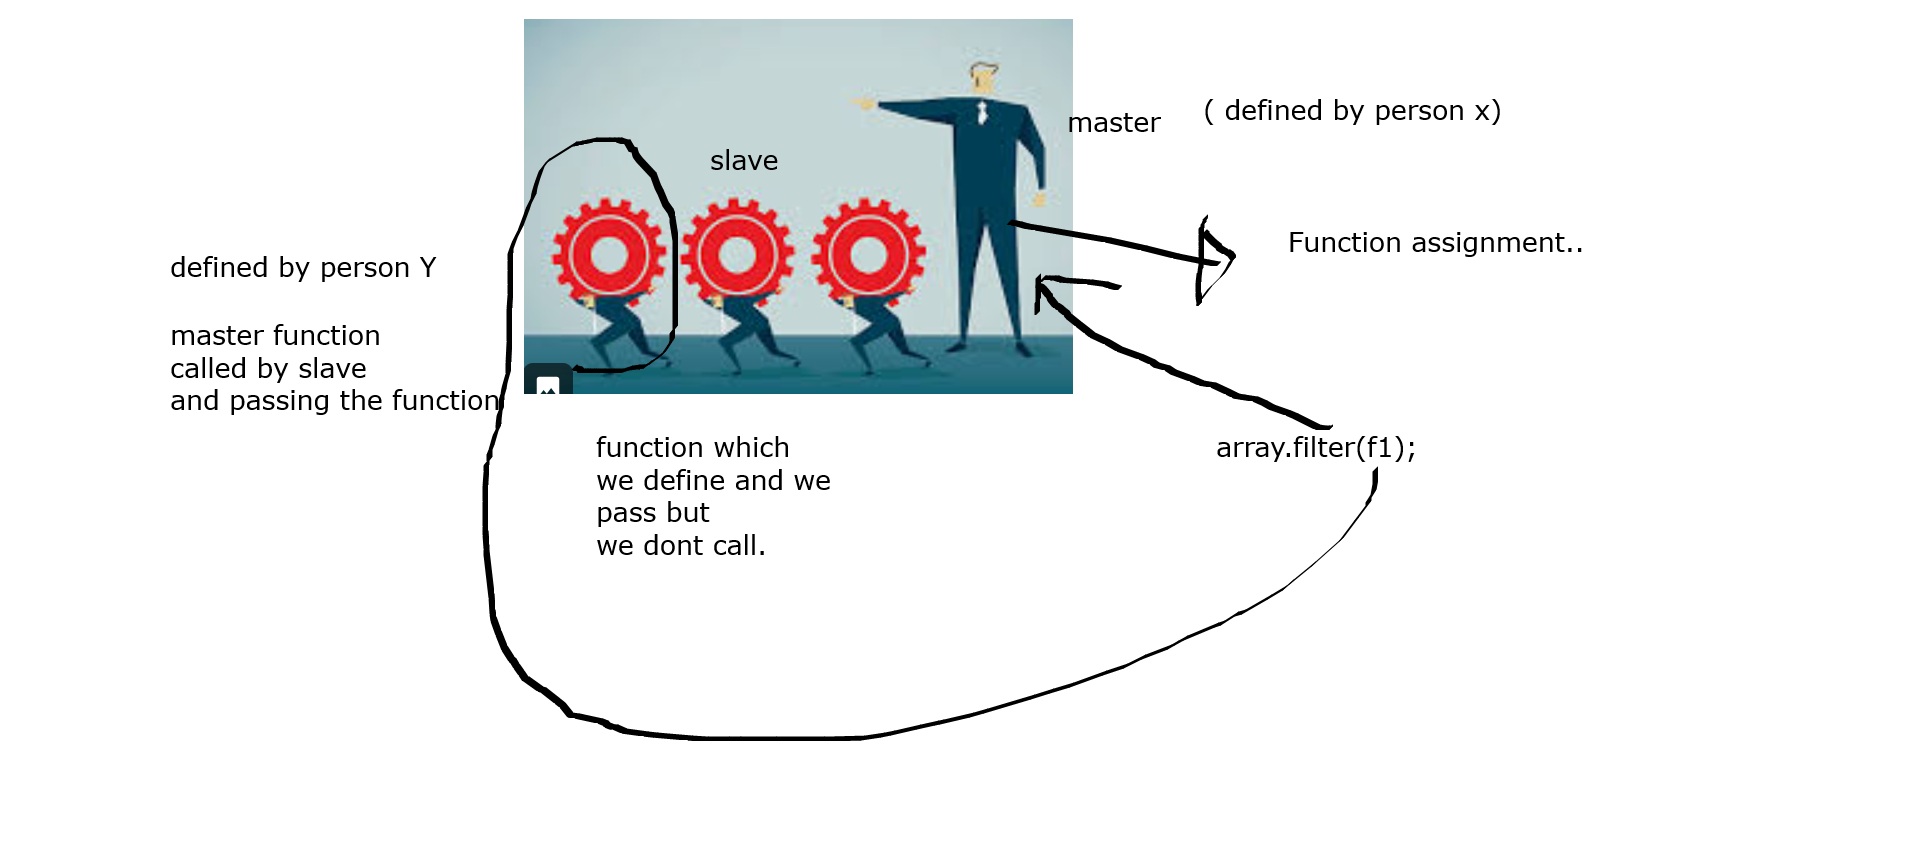 master
( defined by person x)
slave
Function assignment..
defined by person Y
master function
called by slave
and passing the function
function which
we define and we
pass but
we dont call.
array.filter(f1);